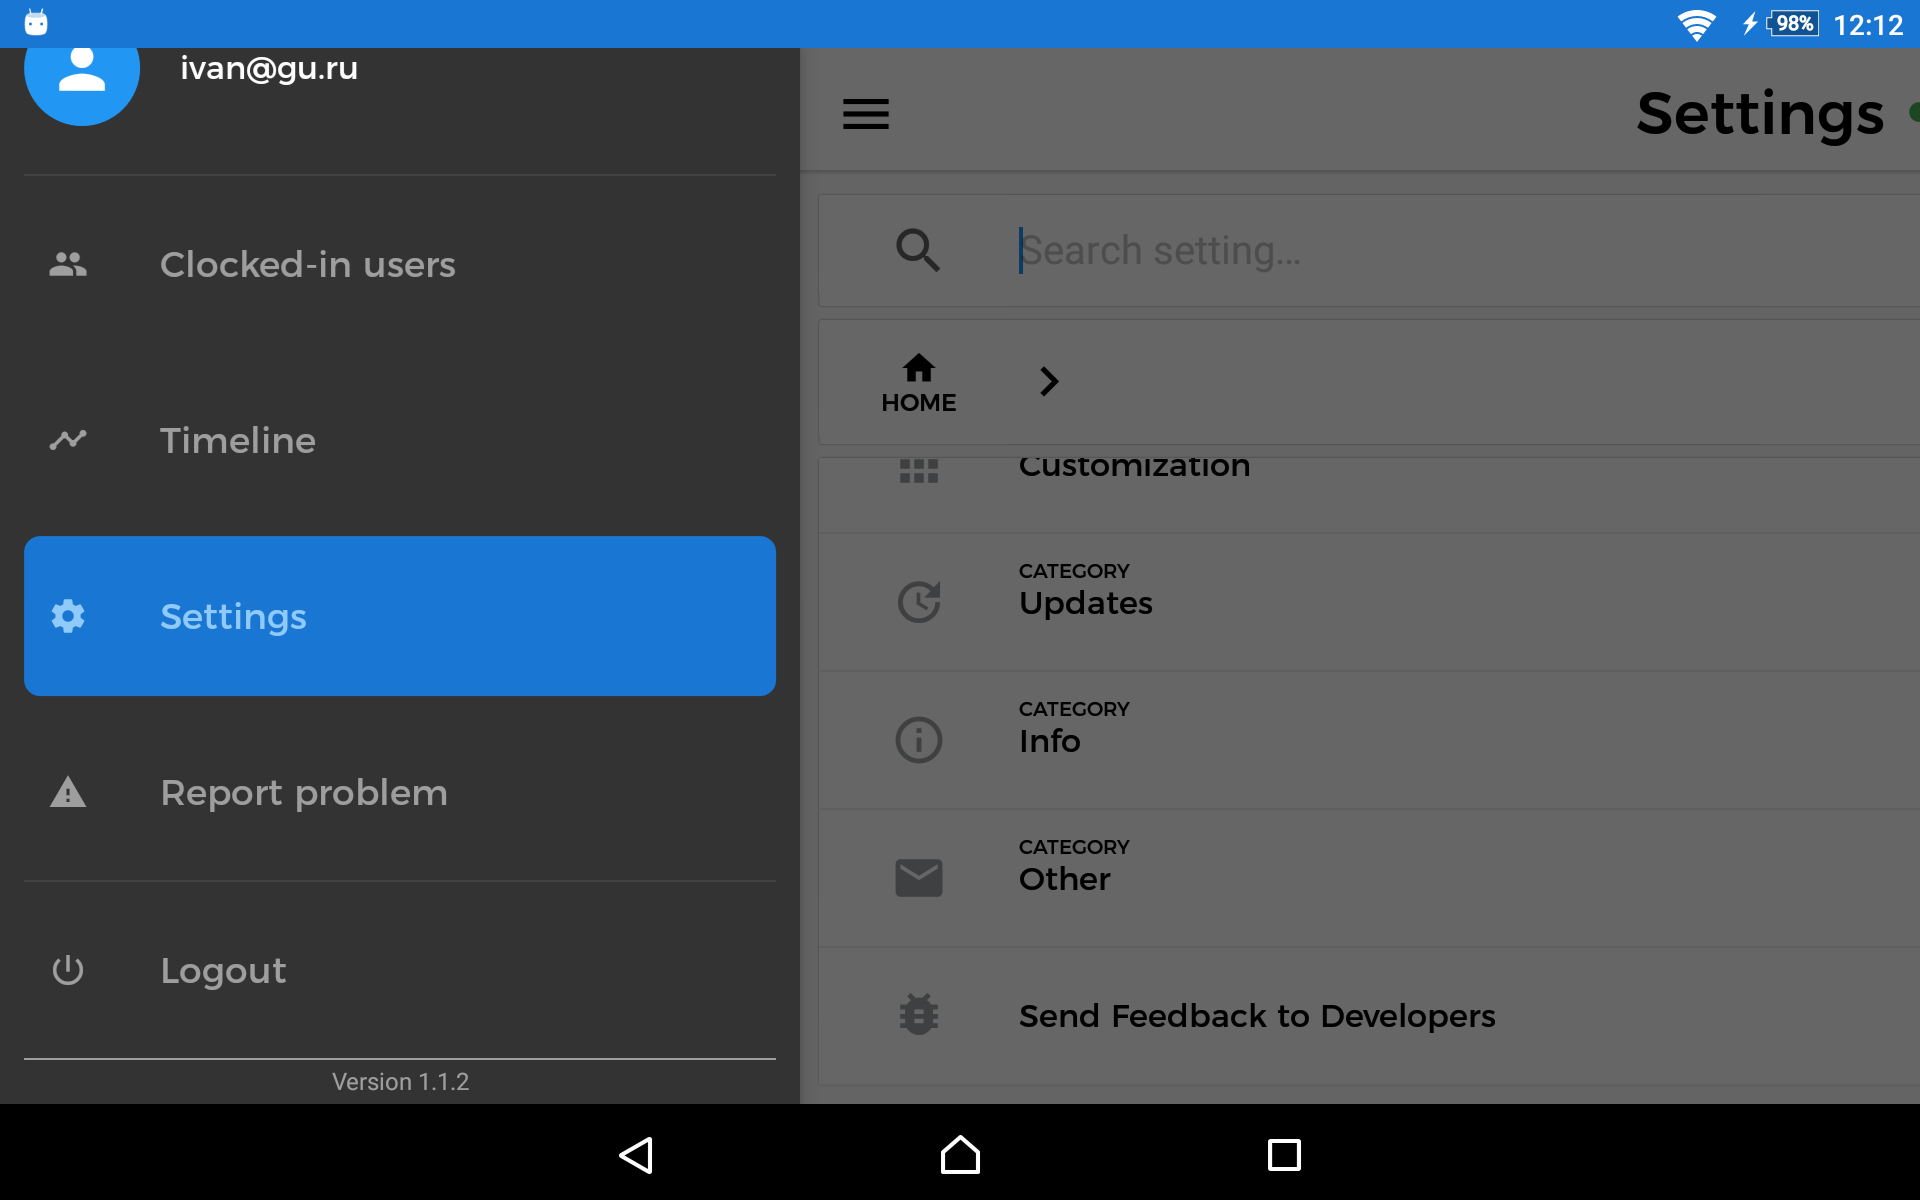 98% 12:12
ivan@gu.ru
Clocked-in users
Timeline
Settings
Report problem
Logout
Version 1.1.2
Settings
Search setting...
HOME
Customization
CATEGORY
Updates
CATEGORY
Info
CATEGORY
Other
Send Feedback to Developers